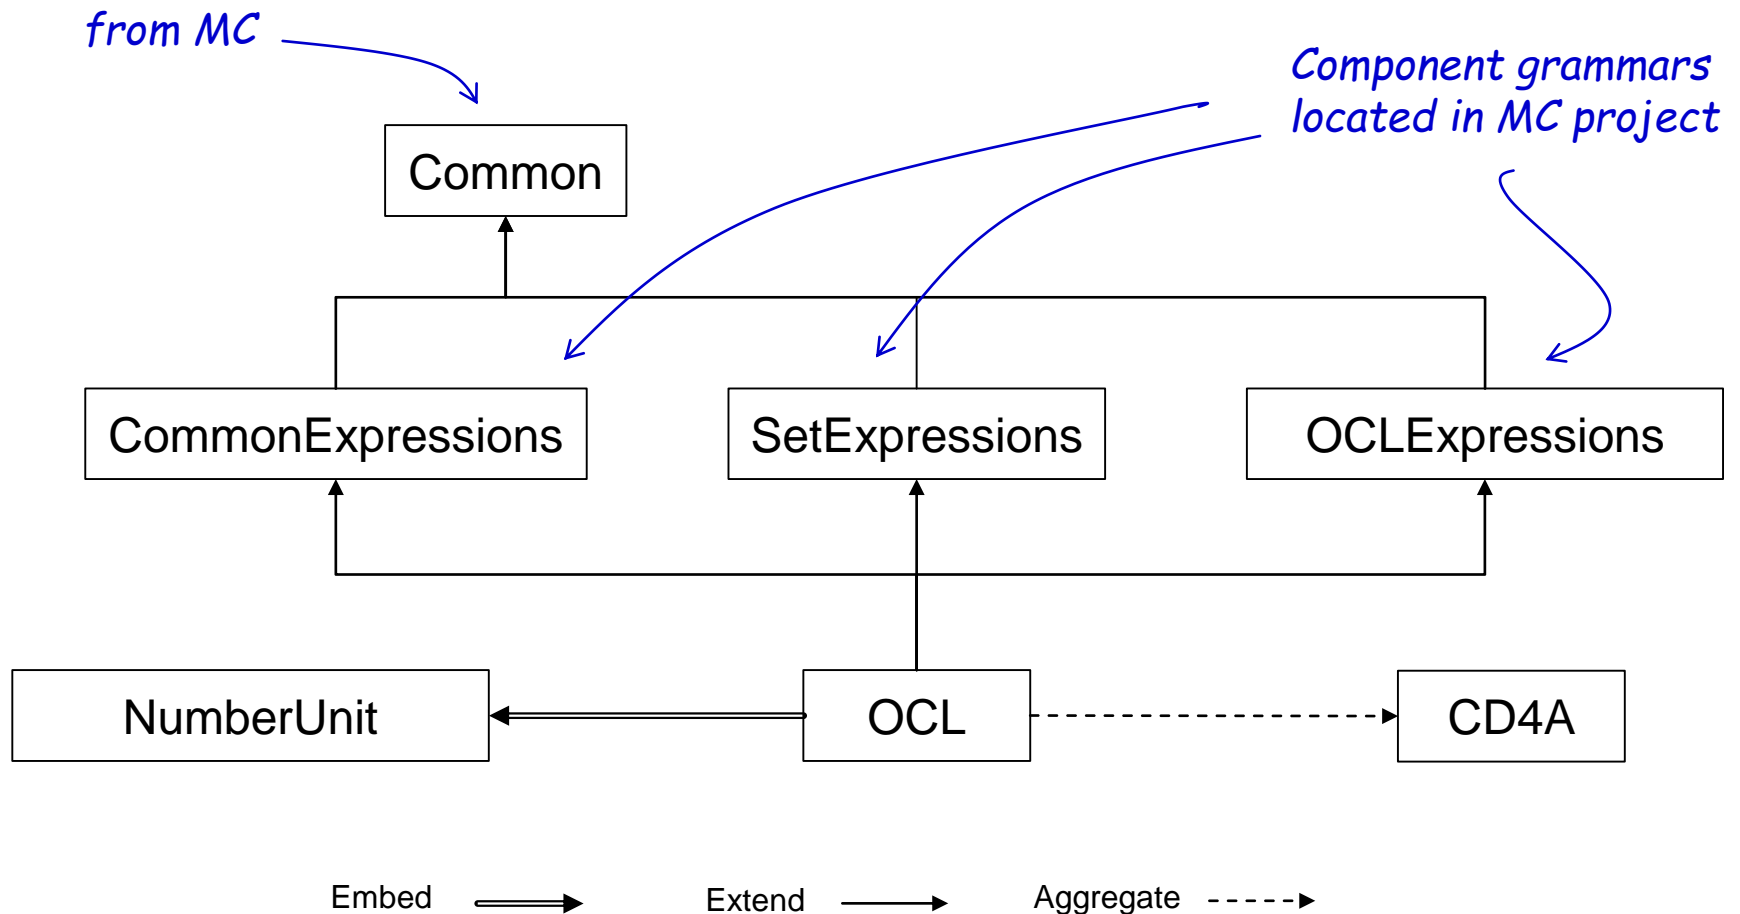 from MC
Component grammars
located in MC project
Common
CommonExpressions
SetExpressions
OCLExpressions
NumberUnit
OCL
CD4A
Embed
Extend
Aggregate